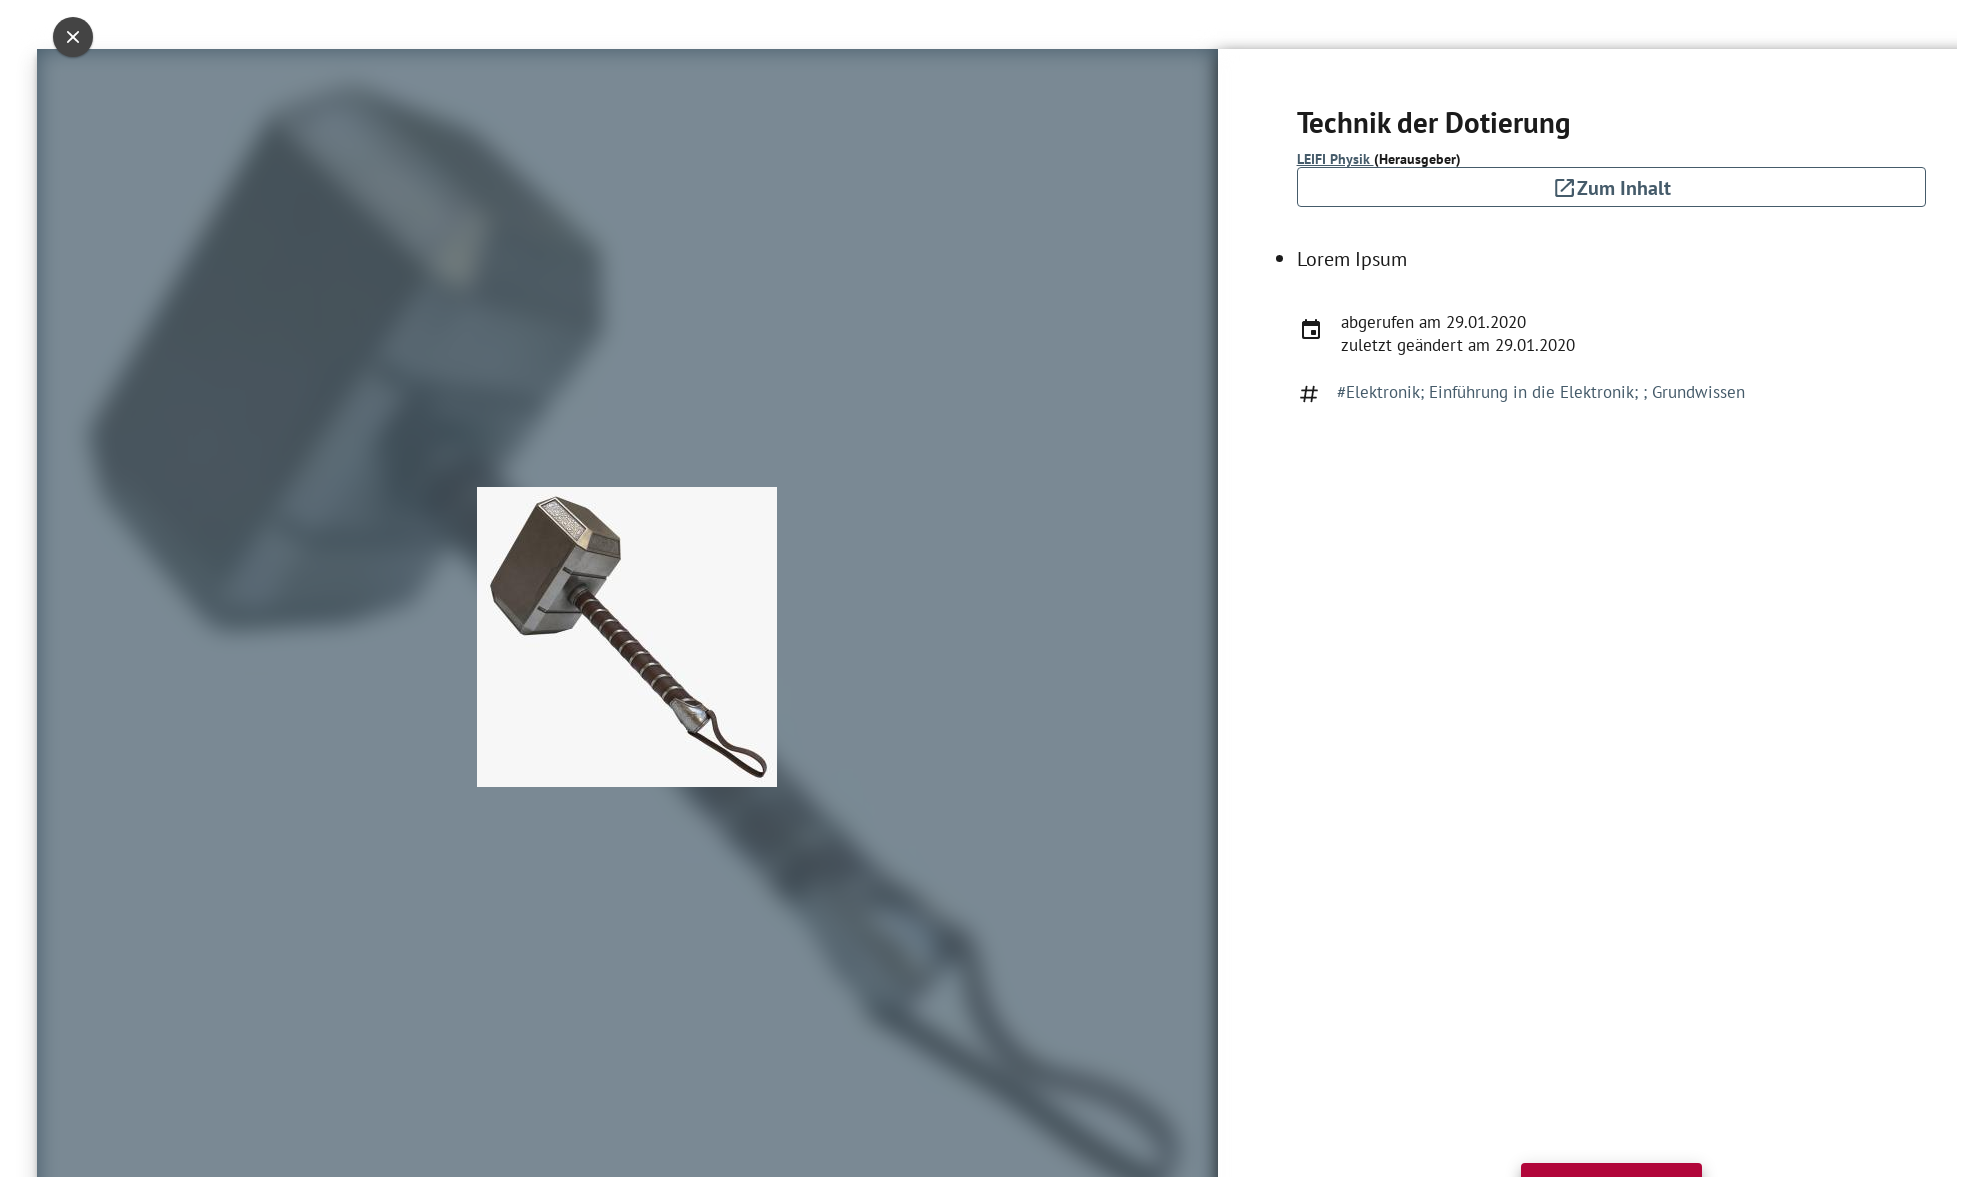 Technik der Dotierung
LEIFI Physik (Herausgeber)
Zum Inhalt
Lorem Ipsum
abgerufen am 29.01.2020
zuletzt geändert am 29.01.2020
#Elektronik; Einführung in die Elektronik; ; Grundwissen